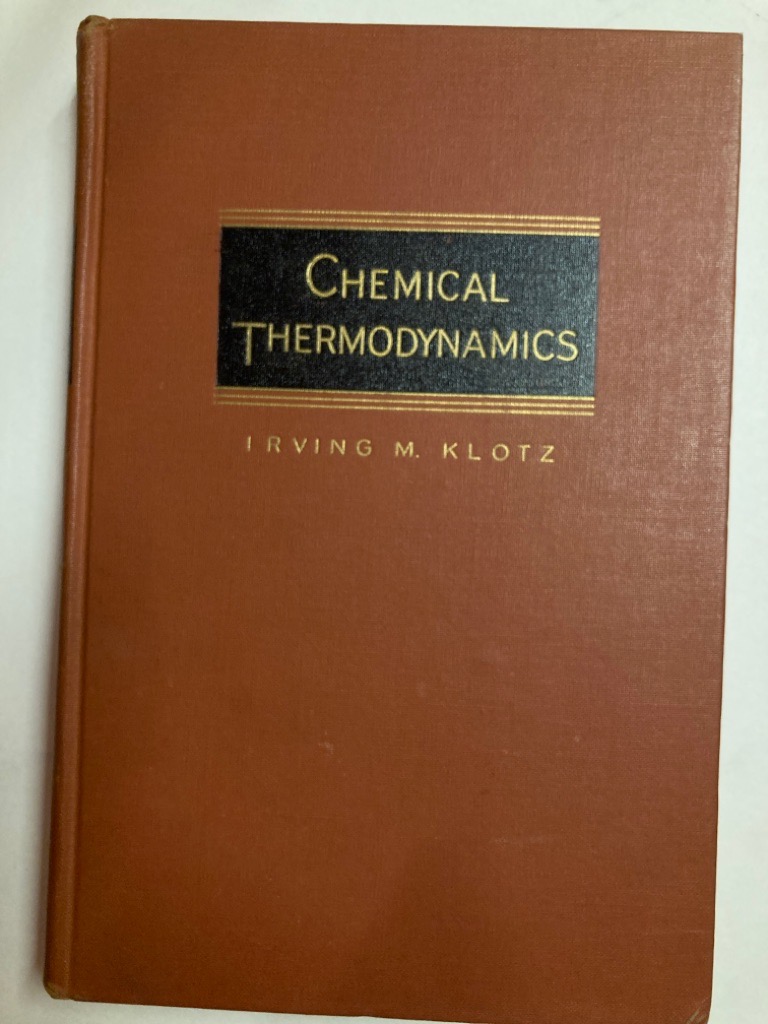 CHEMICAL
THERMODYNAMICS
IRVING M. KLOTZ